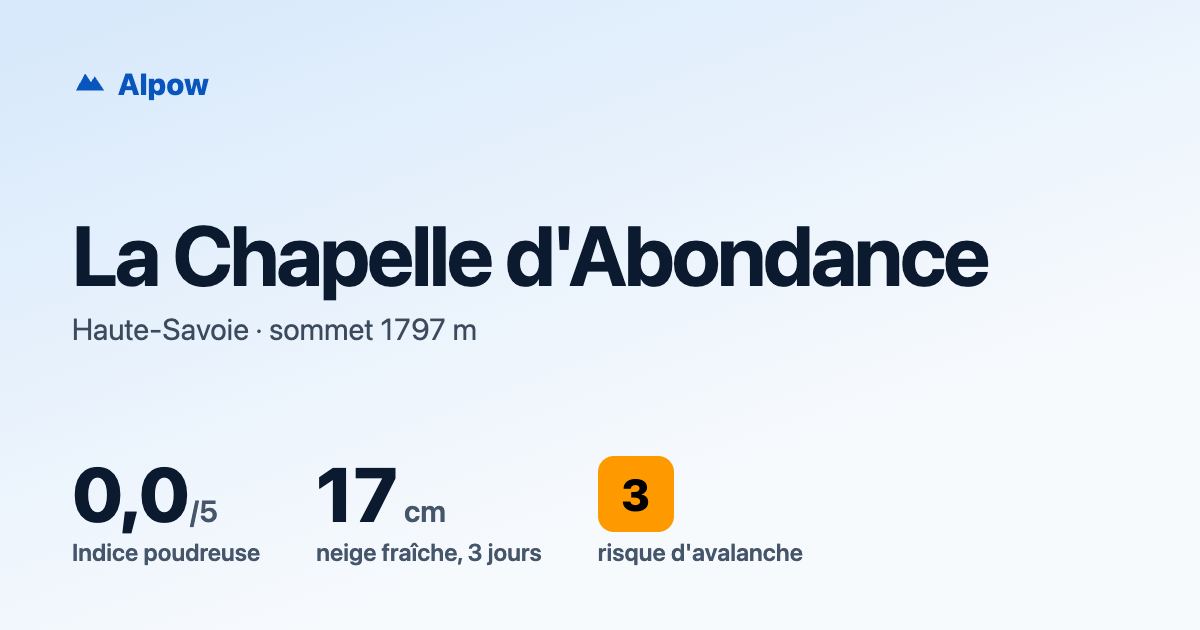 Alpow
La Chapelle d'Abondance
Haute-Savoie · sommet 1797 m
0,0/5
Indice poudreuse
17 cm
neige fraîche, 3 jours
3
risque d'avalanche